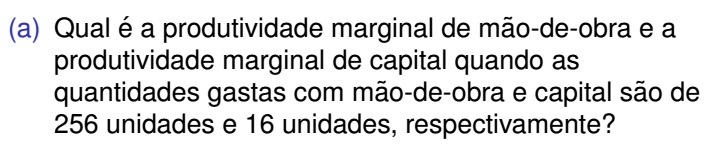 (a) Qual é a produtividade marginal de mão-de-obra e a
produtividade marginal de capital quando as
quantidades gastas com mão-de-obra e capital são de
256 unidades e 16 unidades, respectivamente?